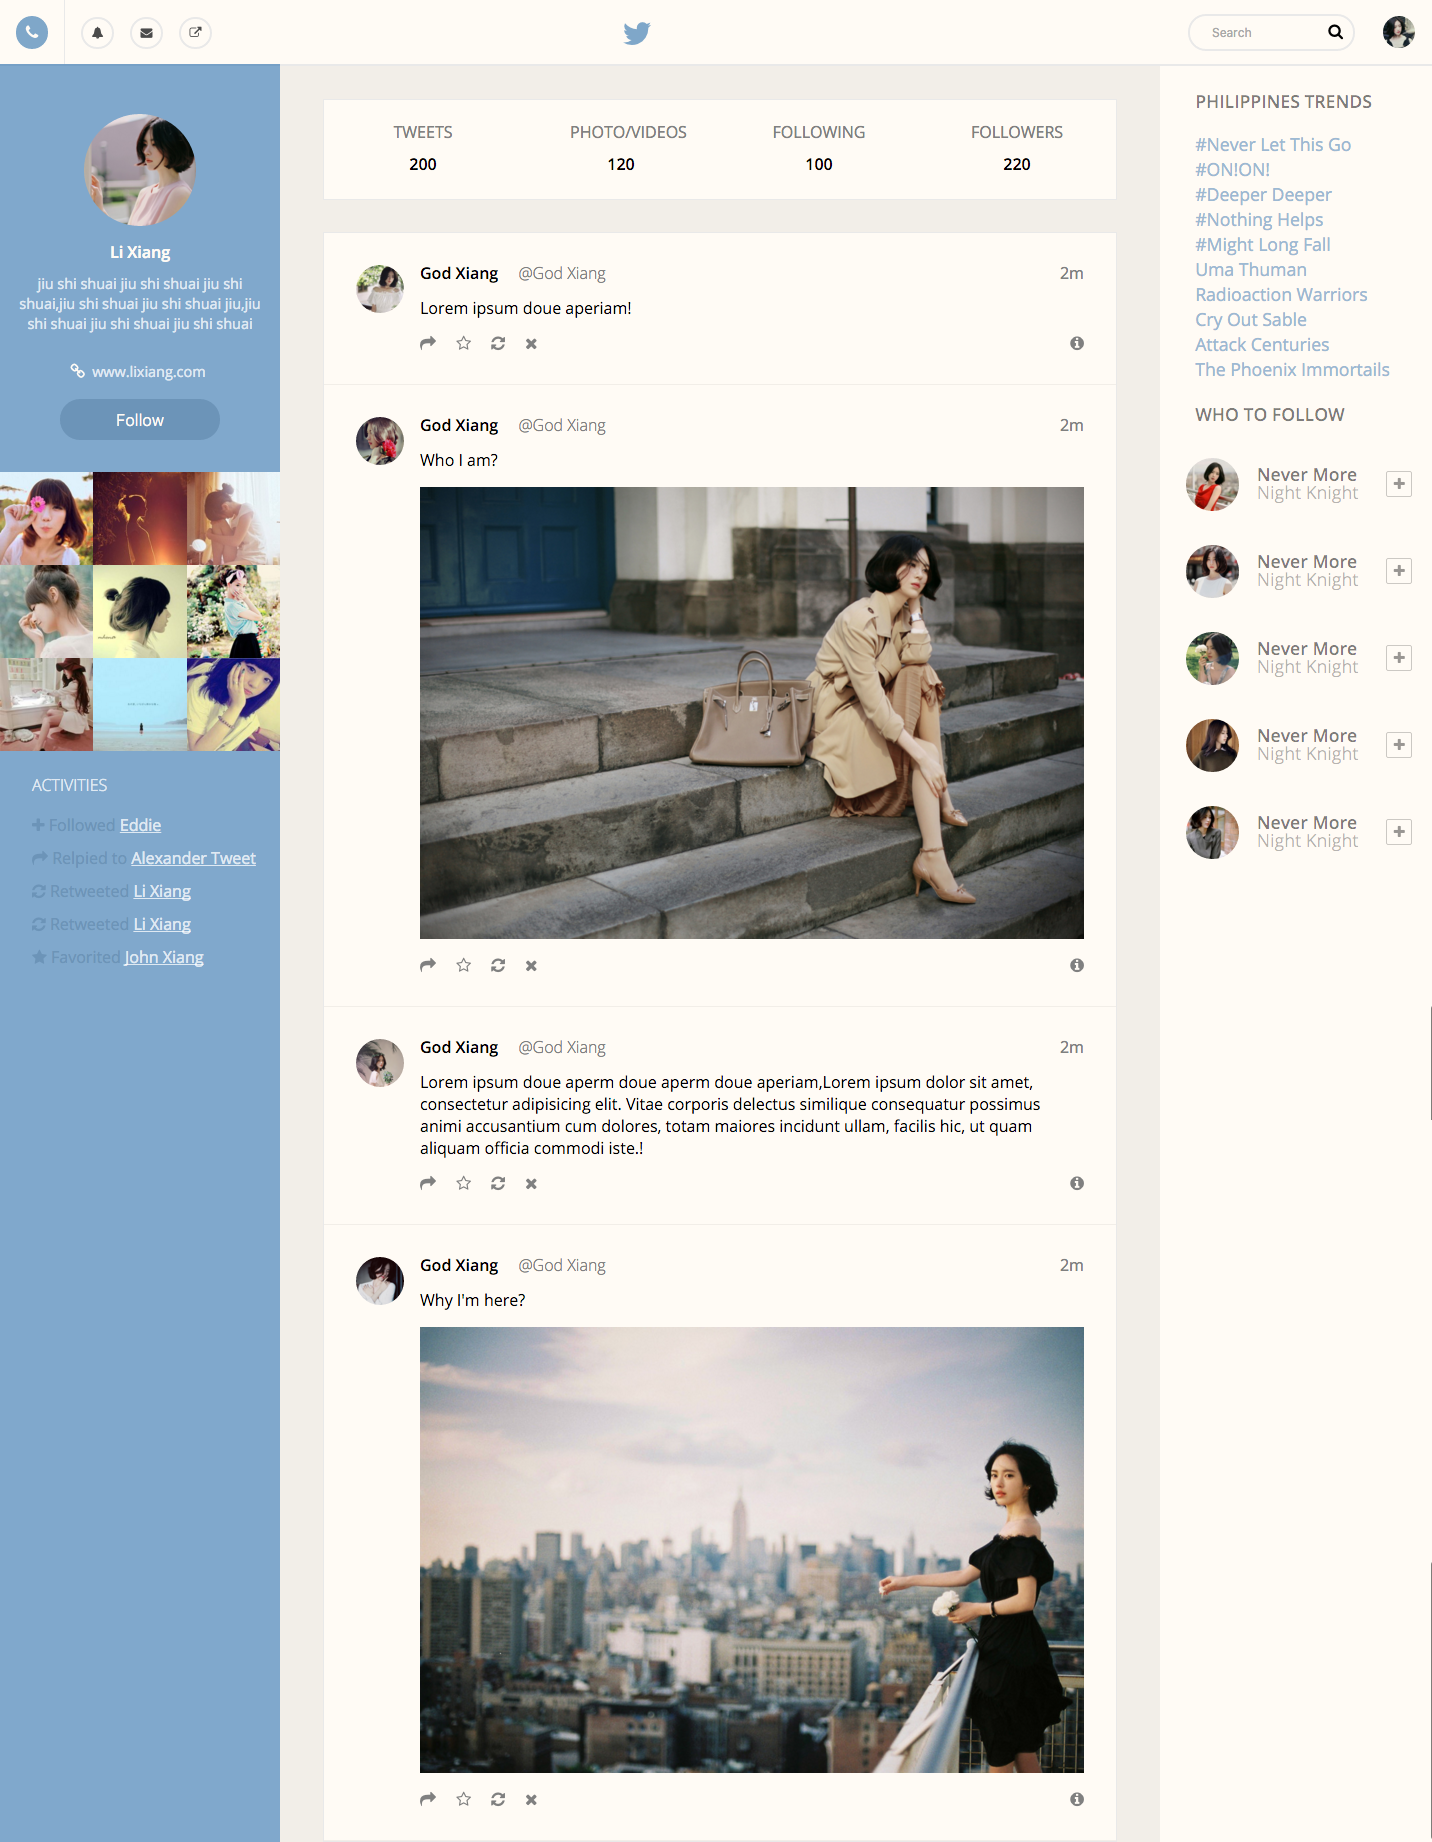 Search
Li Xiang
jiu shi shuai jiu shi shuai jiu shi
shuai,jiu shi shuai jiu shi shuai jiu,jiu
shi shuai jiu shi shuai jiu shi shuai
www.lixiang.com
Follow
ACTIVITIES
Followed Eddie
Relpied to Alexander Tweet
Retweeted Li Xiang
Retweeted Li Xiang
Favorited John Xiang
TWEETS
200
PHOTO/VIDEOS
120
FOLLOWING
100
FOLLOWERS
220
God Xiang @God Xiang 2m
Lorem ipsum doue aperiam!
God Xiang @God Xiang 2m
Who I am?
God Xiang @God Xiang 2m
Lorem ipsum doue aperm doue aperm doue aperiam,Lorem ipsum dolor sit amet,
consectetur adipisicing elit. Vitae corporis delectus similique consequatur possimus
animi accusantium cum dolores, totam maiores incidunt ullam, facilis hic, ut quam
aliquam officia commodi iste.!
God Xiang @God Xiang 2m
Why I'm here?
PHILIPPINES TRENDS
#Never Let This Go
#ON!ON!
#Deeper Deeper
#Nothing Helps
#Might Long Fall
Uma Thuman
Radioaction Warriors
Cry Out Sable
Attack Centuries
The Phoenix Immortails
WHO TO FOLLOW
Never More
Night Knight
Never More
Night Knight
Never More
Night Knight
Never More
Night Knight
Never More
Night Knight